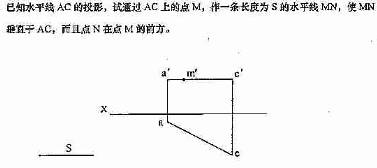 已知水平线 AC 的投影，试通过 AC 上的点 M，作一条长度为 S 的水平线 MN，使 MN
垂直于 AC，而且点 N 在点 M 的前方。
a' m' c'
X
a
S
c